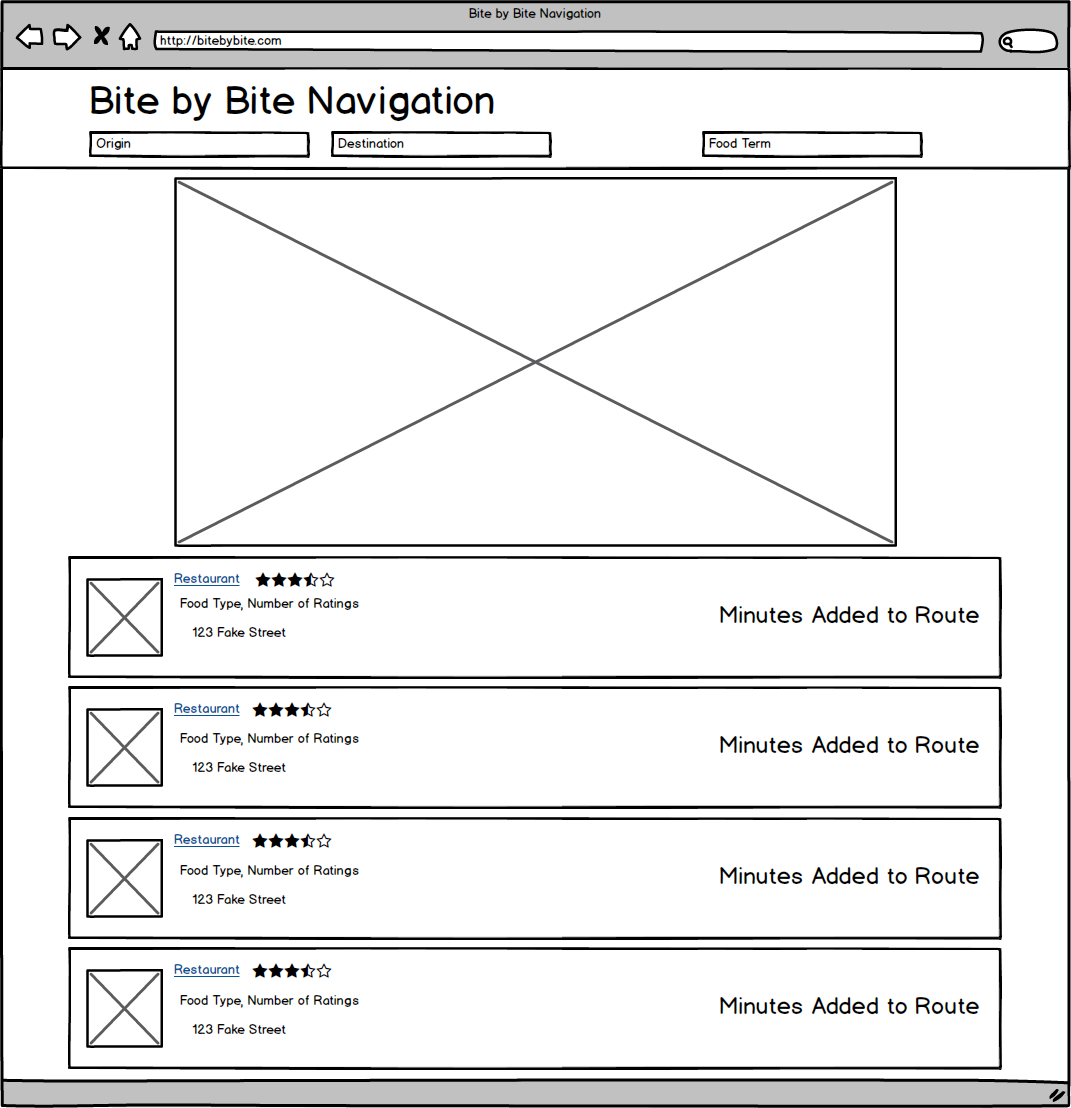 Bite by Bite Navigation
http://bitebybite.com
Bite by Bite Navigation
Origin
Destination
Food Term
Restaurant
Food Type, Number of Ratings
123 Fake Street
Minutes Added to Route
Restaurant
Food Type, Number of Ratings
123 Fake Street
Minutes Added to Route
Restaurant
Food Type, Number of Ratings
123 Fake Street
Minutes Added to Route
Restaurant
Food Type, Number of Ratings
123 Fake Street
Minutes Added to Route